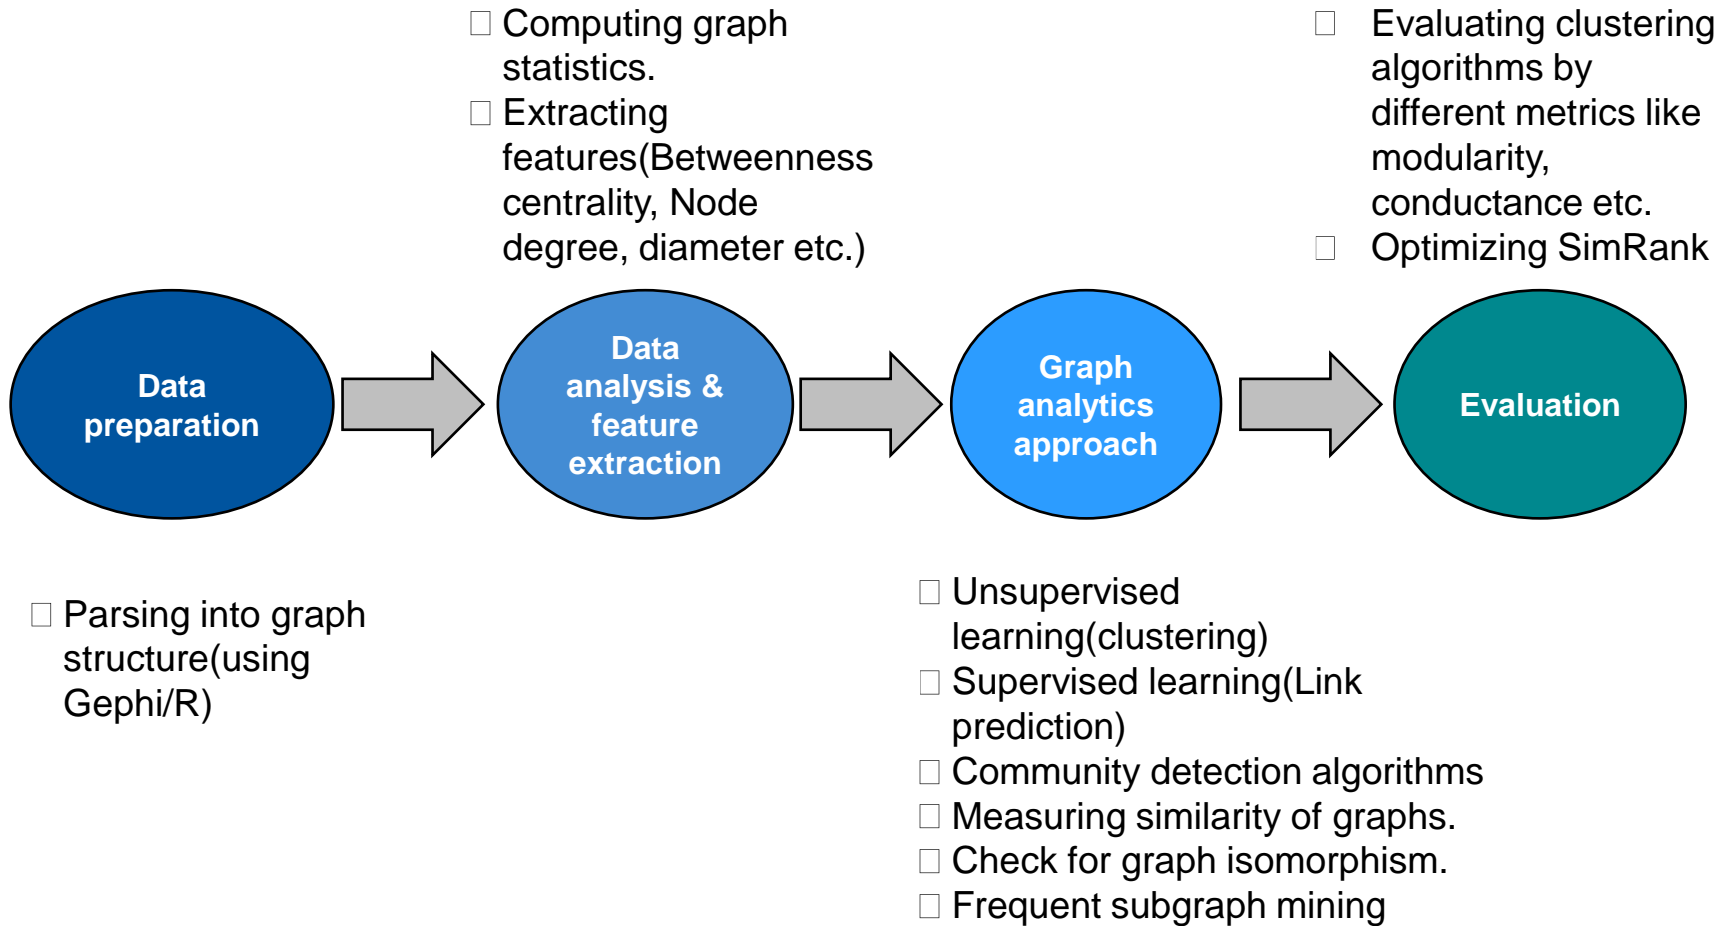 Computing graph
statistics.
Extracting
features(Betweenness
centrality, Node
degree, diameter etc.)
Evaluating clustering
algorithms by
different metrics like
modularity,
conductance etc.
Optimizing SimRank
Data
preparation
Data
analysis &
feature
extraction
Graph
analytics
approach
Evaluation
Parsing into graph
structure(using
Gephi/R)
Unsupervised
learning(clustering)
Supervised learning(Link
prediction)
Community detection algorithms
Measuring similarity of graphs.
Check for graph isomorphism.
Frequent subgraph mining